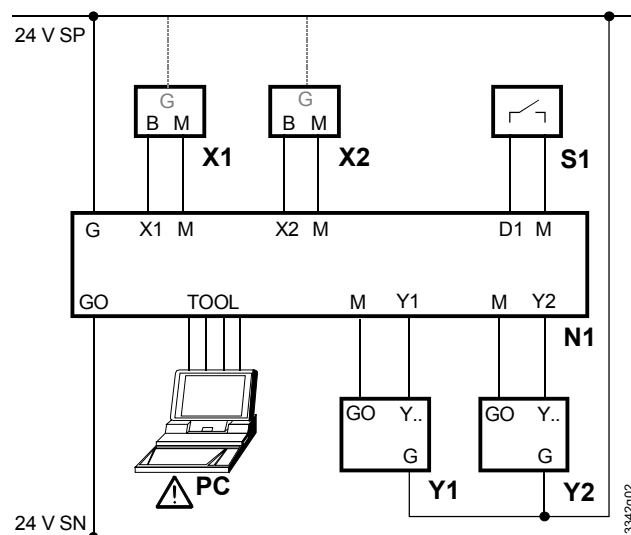 24 V SP
G G
B M B M
X1 X2 S1
G X1 M X2 M D1 M
GO TOOL M Y1 M Y2
N1
GO Y.. GO Y..
G G
PC Y1 Y2
24 V SN
3342g02